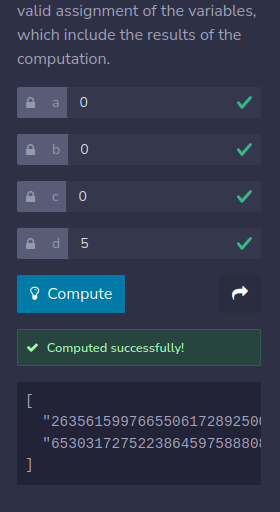 valid assignment of the variables,
which include the results of the
computation.
a 0
b 0
c 0
d 5
Compute
Computed successfully!
[
"2635615997665506172892500
"6530317275223864597588808
]